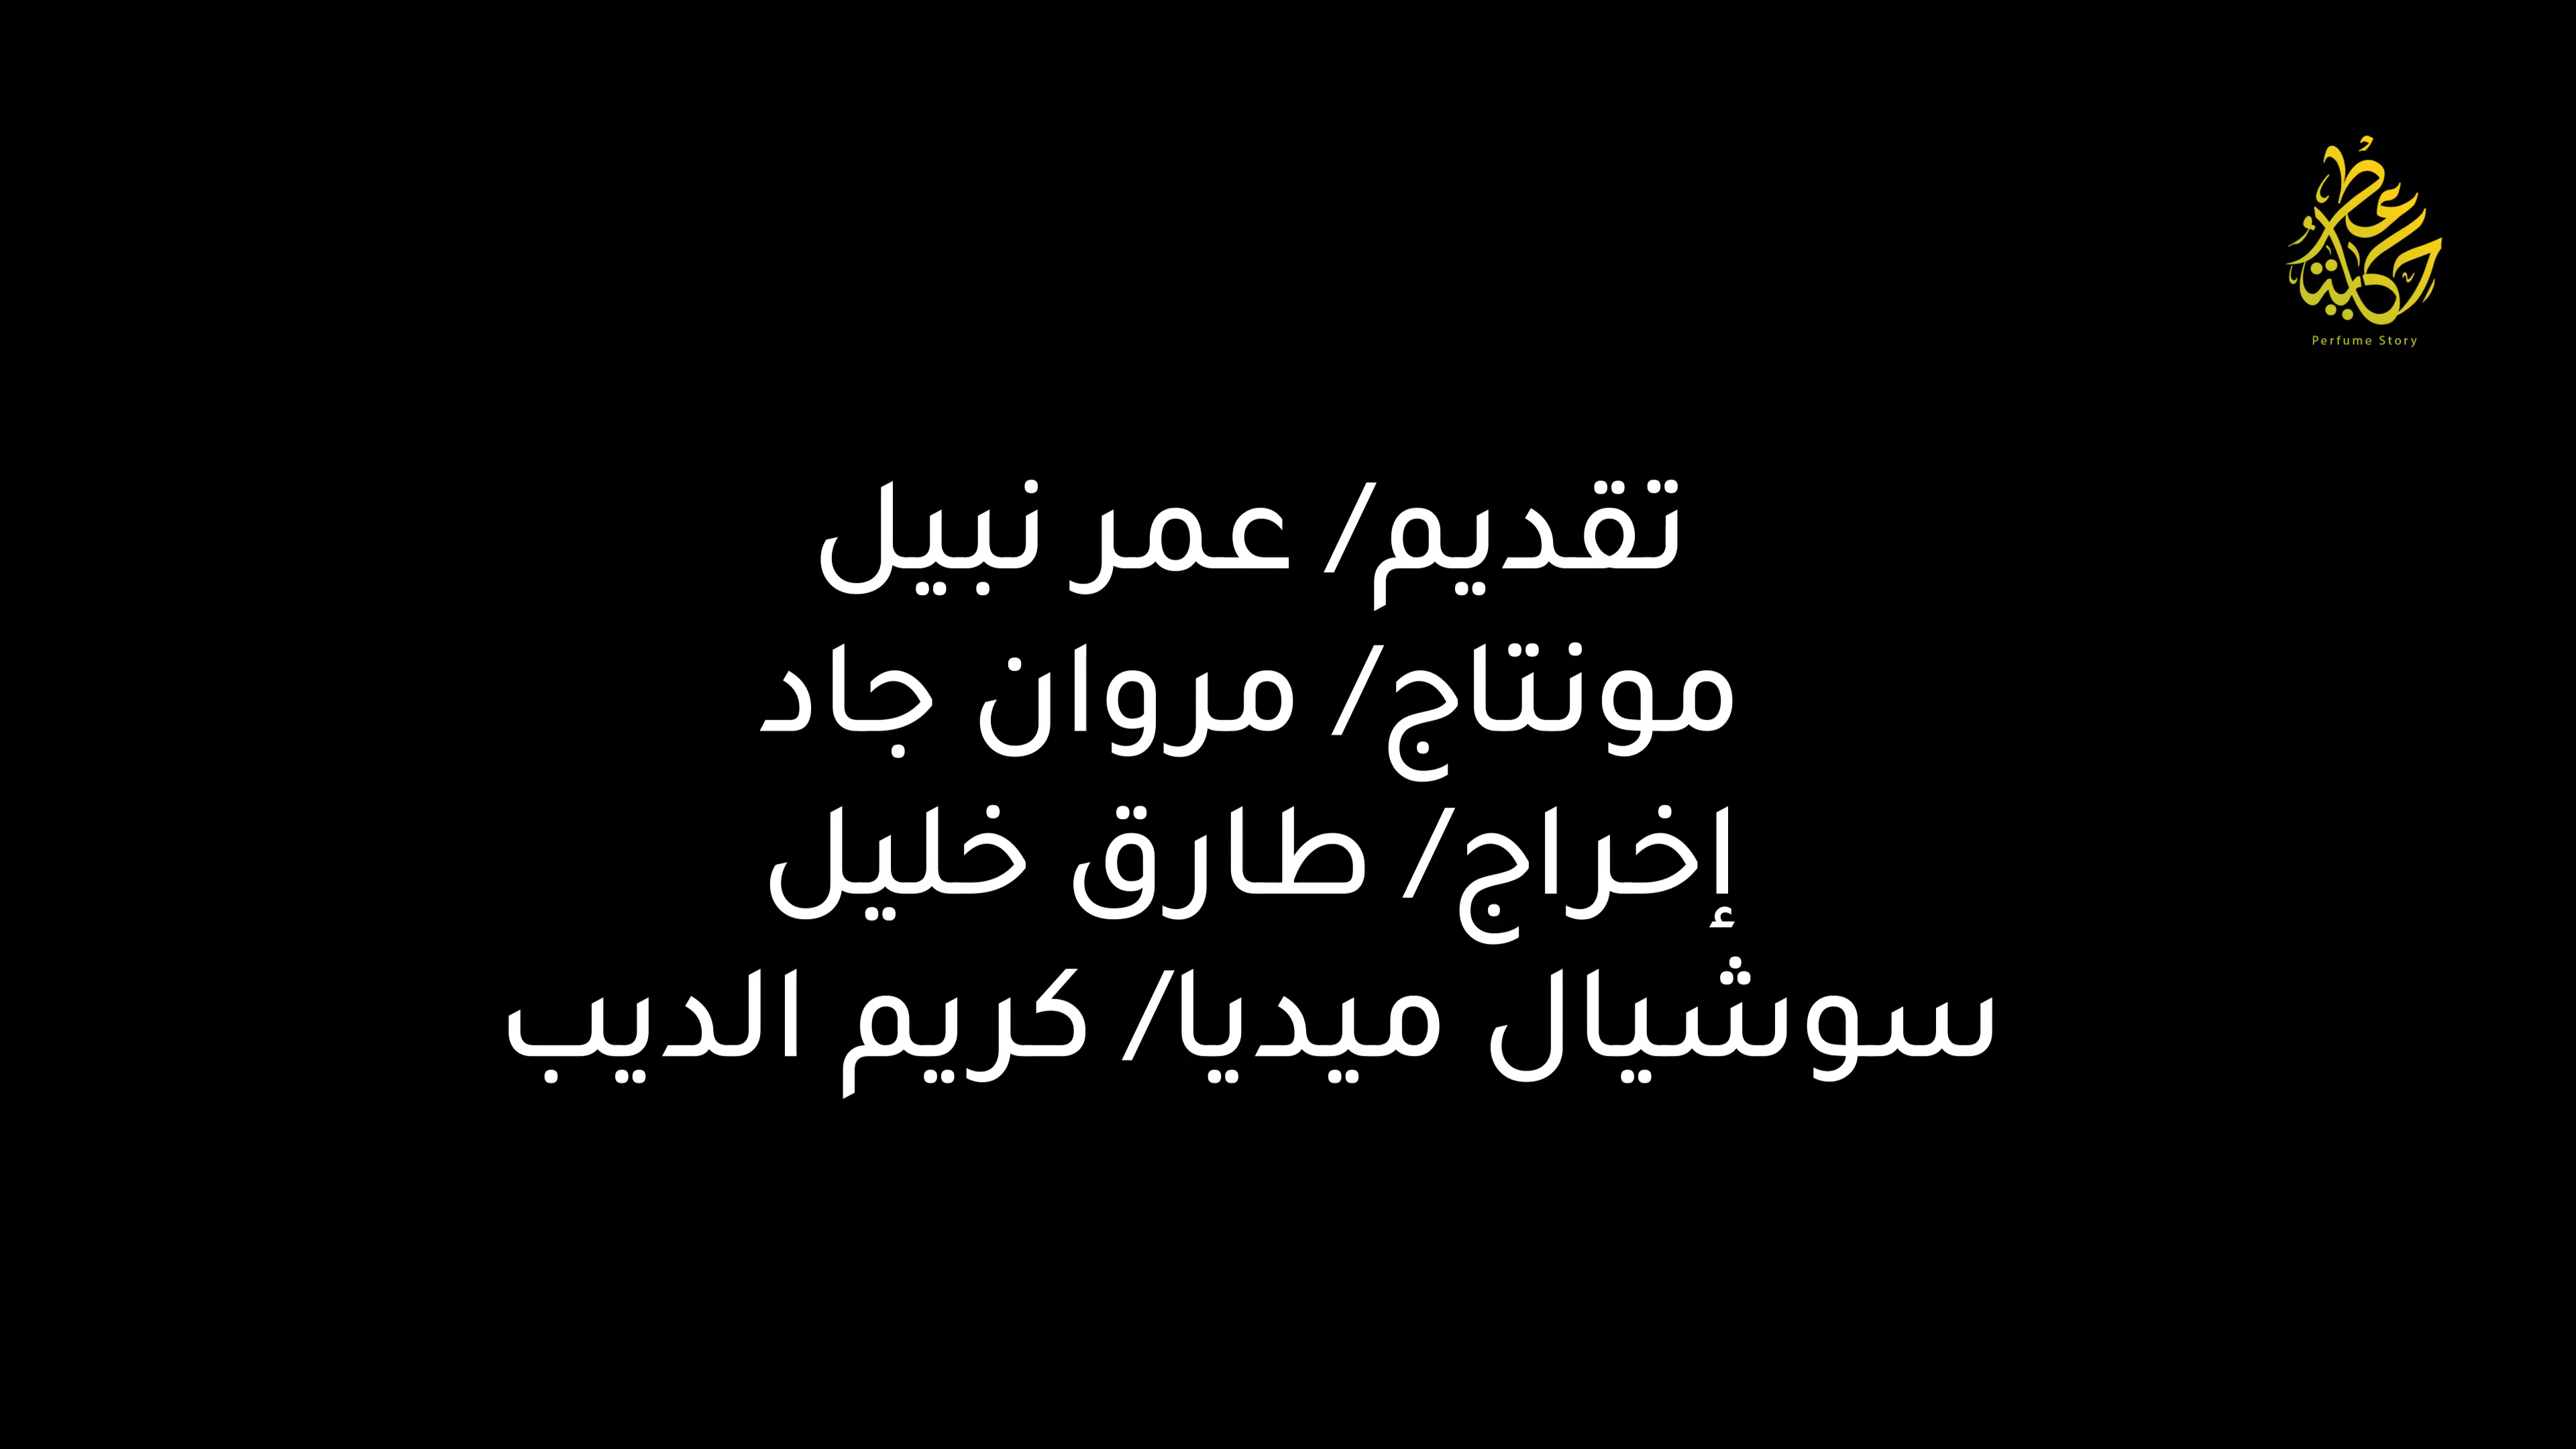 حكاية عطر
Perfume Story
تقديم/ عمر نبيل
مونتاج/ مروان جاد
إخراج/ طارق خليل
سوشيال ميديا/ كريم الديب